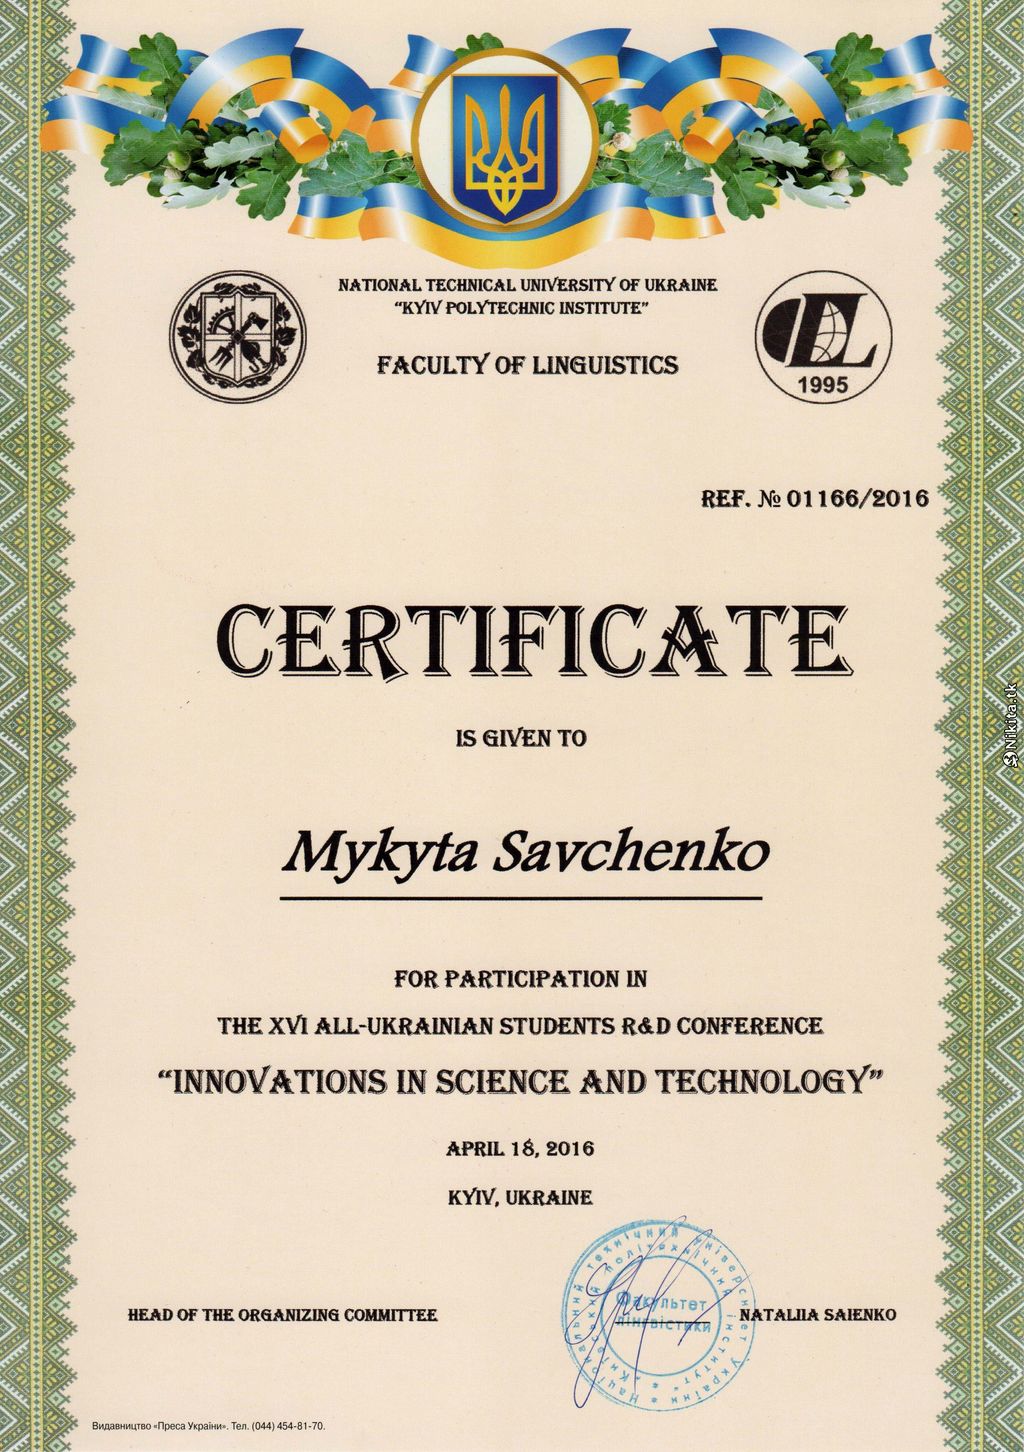 NATIONAL TECHNICAL UNIVERSITY OF UKRAINE
“KYIV POLYTECHNIC INSTITUTE”
FACULTY OF LINGUISTICS
1995
REF. № 01166/2016
CERTIFICATE
IS GIVEN TO
Mykyta Savchenko
FOR PARTICIPATION IN
THE XVI ALL-UKRAINIAN STUDENTS R&D CONFERENCE
“INNOVATIONS IN SCIENCE AND TECHNOLOGY”
APRIL 18, 2016
KYIV, UKRAINE
HEAD OF THE ORGANIZING COMMITTEE
Національний технічний університет України
"Київський політехнічний інститут"
Факультет
лінгвістики
NATALIIA SAIENKO
Видавництво «Преса України». Тел. (044) 454-81-70.
Nikita.tk